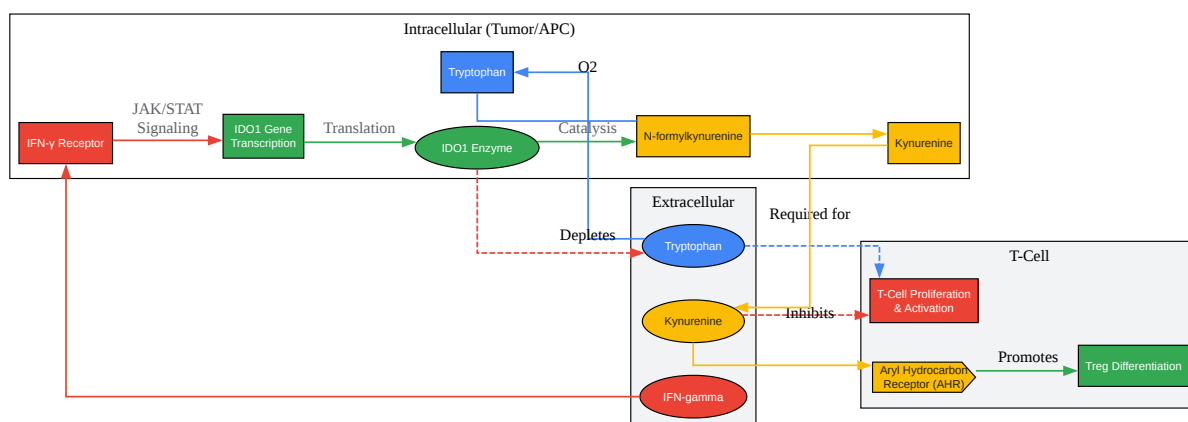 Intracellular (Tumor/APC)
Tryptophan
O2
JAK/STAT
Signaling
IFN-γ Receptor
IDO1 Gene
Transcription
Translation
IDO1 Enzyme
Catalysis
N-formylkynurenine
Kynurenine
Extracellular
Depletes
Tryptophan
Required for
Kynurenine
Inhibits
IFN-gamma
T-Cell
T-Cell Proliferation
& Activation
Aryl Hydrocarbon
Receptor (AHR)
Promotes
Treg Differentiation